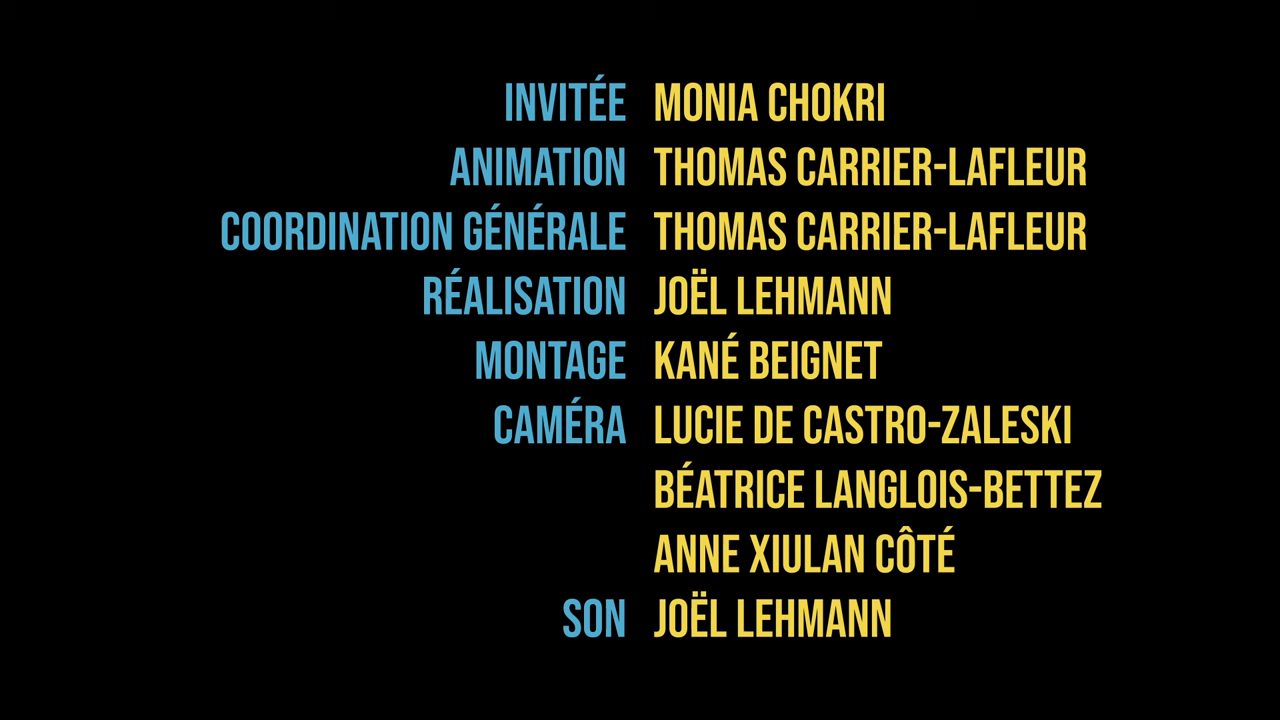 INVITÉE MONIA CHOKRI
ANIMATION THOMAS CARRIER-LAFLEUR
COORDINATION GÉNÉRALE THOMAS CARRIER-LAFLEUR
RÉALISATION JOËL LEHMANN
MONTAGE KANÉ BEIGNET
CAMÉRA LUCIE DE CASTRO-ZALESKI
BÉATRICE LANGLOIS-BETTEZ
ANNE XIULAN CÔTÉ
SON JOËL LEHMANN